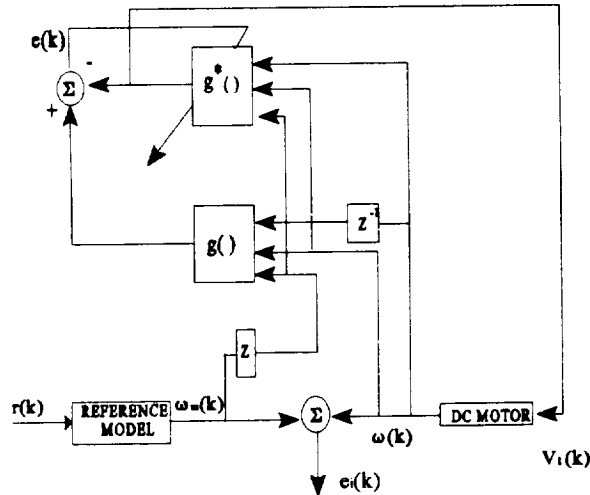 e(k)
-
Σ
+
g*()
g()
Z⁻¹
Z
r(k)
REFERENCE
MODEL
ωₘ(k)
Σ
ω(k)
DC MOTOR
Vₜ(k)
eᵢ(k)